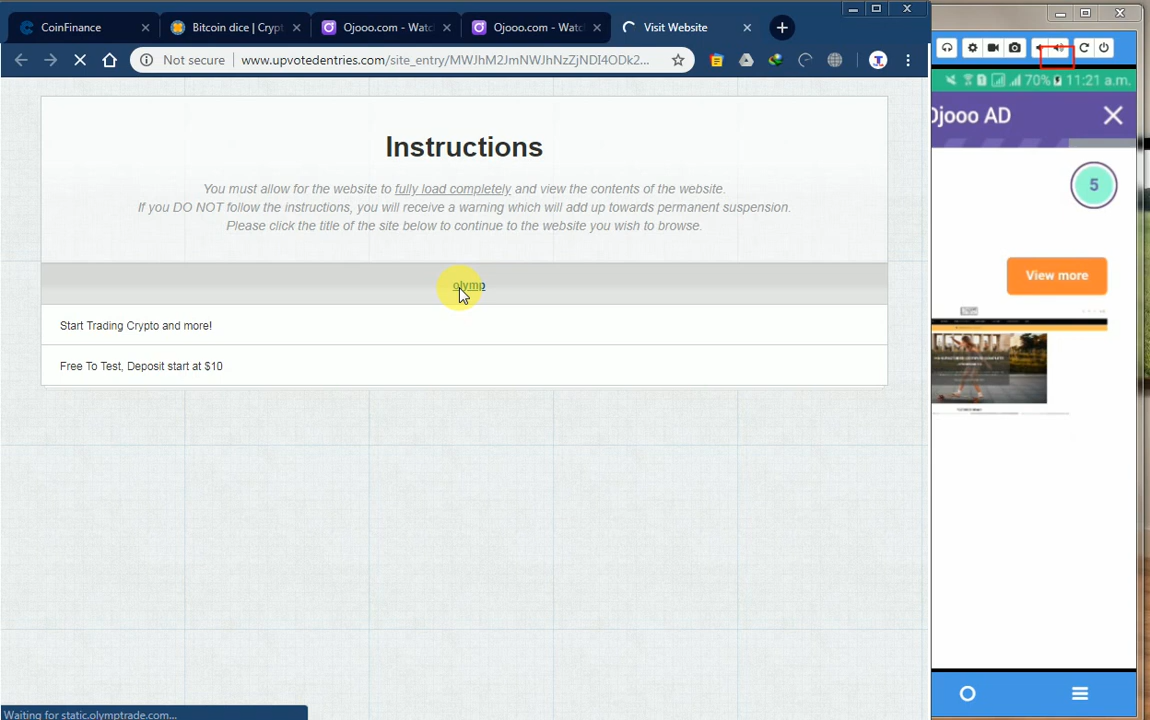 CoinFinance
Bitcoin dice | Crypt
Ojooo.com - Watc
Ojooo.com - Watc
Visit Website
Not secure
www.upvotedentries.com/site_entry/MWJhM2JmNWJhNzZjNDI4ODk2...
Instructions
You must allow for the website to fully load completely and view the contents of the website.
If you DO NOT follow the instructions, you will receive a warning which will add up towards permanent suspension.
Please click the title of the site below to continue to the website you wish to browse.
olymp
Start Trading Crypto and more!
Free To Test, Deposit start at $10
Waiting for static.olymptrade.com...
70% 11:21 a.m.
Ojooo AD
5
View more